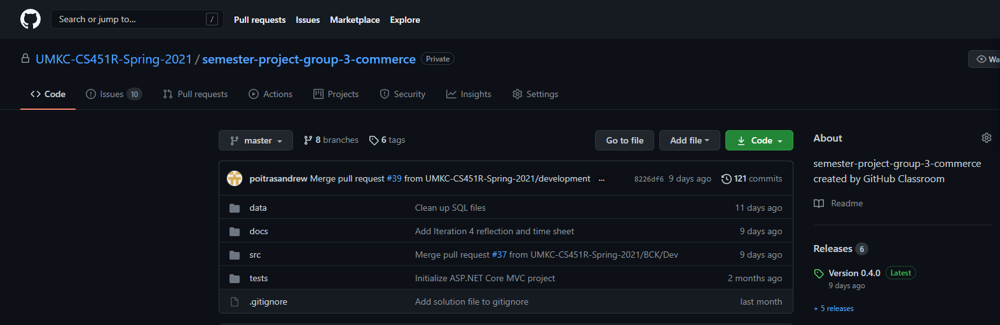 Search or jump to... / Pull requests Issues Marketplace Explore
UMKC-CS451R-Spring-2021 / semester-project-group-3-commerce Private
Code Issues 10 Pull requests Actions Projects Security Insights Settings
master 8 branches 6 tags Go to file Add file Code
poitrasandrew Merge pull request #39 from UMKC-CS451R-Spring-2021/development ... 8226df6 9 days ago 121 commits
data Clean up SQL files 11 days ago
docs Add Iteration 4 reflection and time sheet 9 days ago
src Merge pull request #37 from UMKC-CS451R-Spring-2021/BCK/Dev 9 days ago
tests Initialize ASP.NET Core MVC project 2 months ago
.gitignore Add solution file to gitignore last month
About
semester-project-group-3-commerce
created by GitHub Classroom
Readme
Releases 6
Version 0.4.0 Latest
9 days ago
+ 5 releases